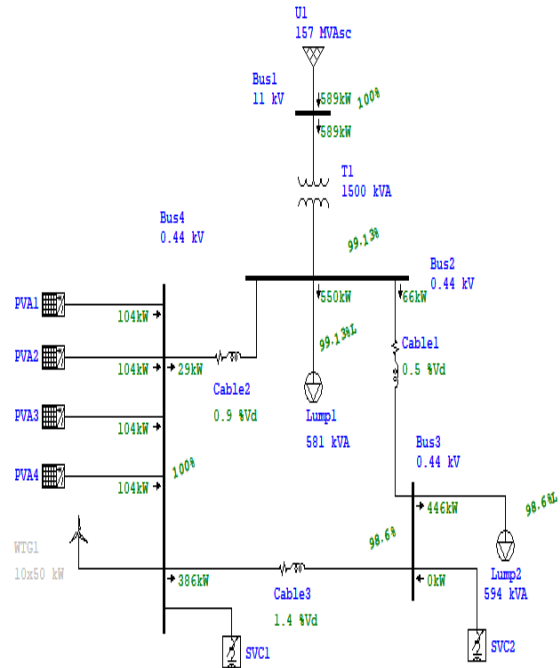 U1
157 MVAsc
Bus1
11 kV
589kW
100%
589kW
T1
1500 kVA
Bus4
0.44 kV
99.13%
Bus2
0.44 kV
PVA1
104kW
550kW
66kW
99.13%L
Cable1
0.5 %Vd
PVA2
104kW
29kW
Cable2
0.9 %Vd
Lump1
581 kVA
PVA3
104kW
Bus3
0.44 kV
PVA4
104kW
100%
446kW
98.6%L
98.6%
WTG1
10x50 kW
386kW
Cable3
1.4 %Vd
0kW
Lump2
594 kVA
SVC1
SVC2